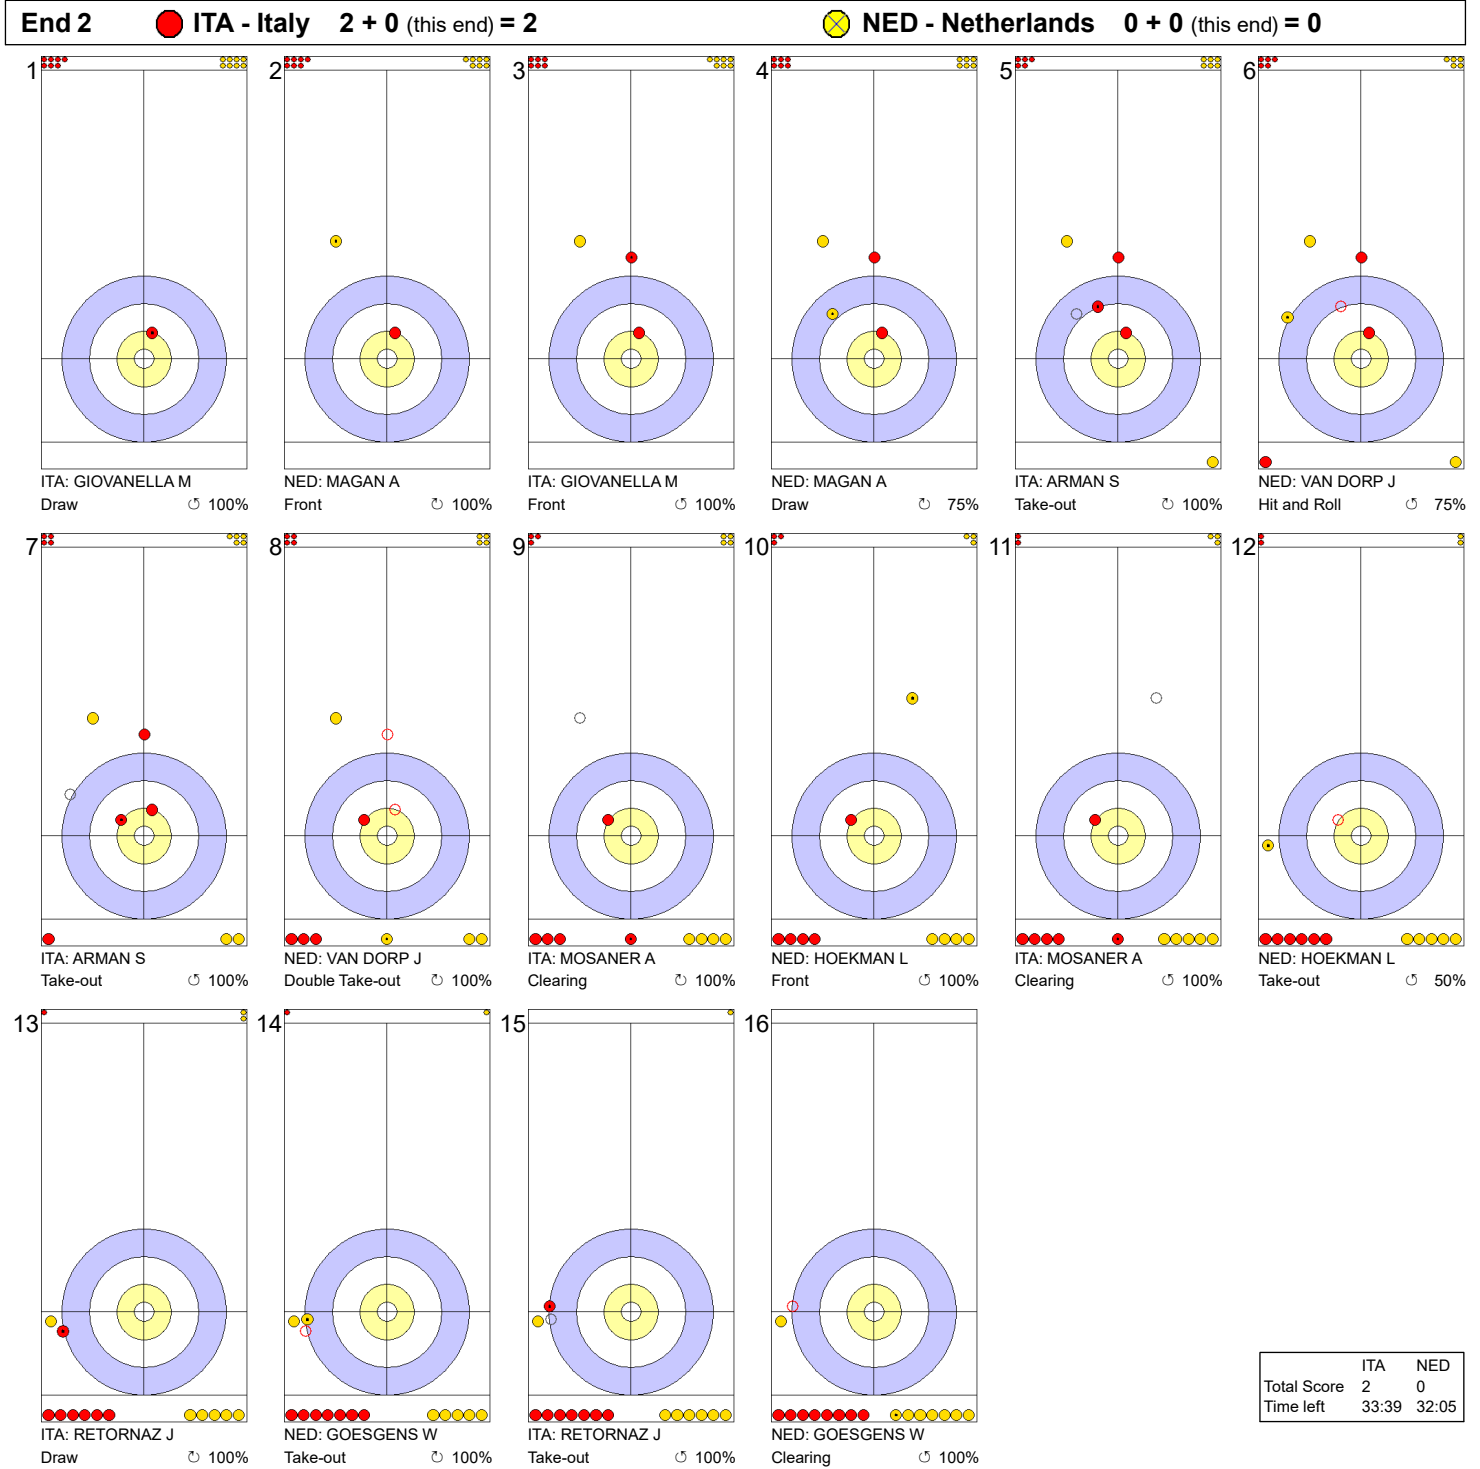 End 2 ITA - Italy 2 + 0 (this end) = 2 NED - Netherlands 0 + 0 (this end) = 0
1 2 3 4 5 6
ITA: GIOVANELLA M NED: MAGAN A ITA: GIOVANELLA M NED: MAGAN A ITA: ARMAN S NED: VAN DORP J
Draw ↺ 100% Front ↻ 100% Front ↺ 100% Draw ↻ 75% Take-out ↻ 100% Hit and Roll ↺ 75%
7 8 9 10 11 12
ITA: ARMAN S NED: VAN DORP J ITA: MOSANER A NED: HOEKMAN L ITA: MOSANER A NED: HOEKMAN L
Take-out ↺ 100% Double Take-out ↺ 100% Clearing ↻ 100% Front ↺ 100% Clearing ↺ 100% Take-out ↺ 50%
13 14 15 16
ITA: RETORNAZ J NED: GOESGENS W ITA: RETORNAZ J NED: GOESGENS W
Draw ↻ 100% Take-out ↻ 100% Take-out ↺ 100% Clearing ↺ 100%
ITA NED
Total Score 2 0
Time left 33:39 32:05